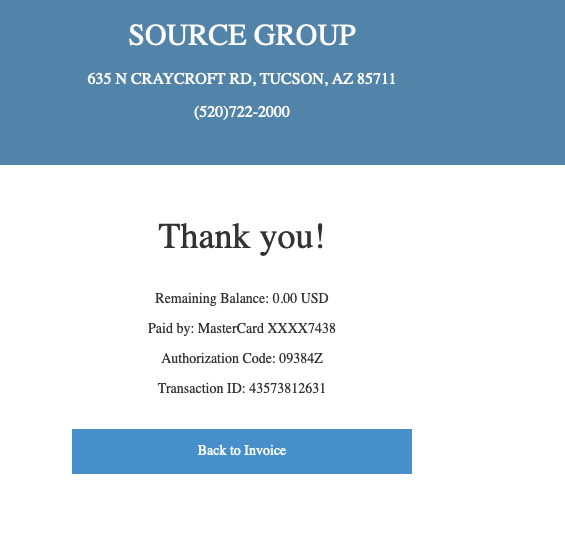 SOURCE GROUP
635 N CRAYCROFT RD, TUCSON, AZ 85711
(520)722-2000
Thank you!
Remaining Balance: 0.00 USD
Paid by: MasterCard XXXX7438
Authorization Code: 09384Z
Transaction ID: 43573812631
Back to Invoice